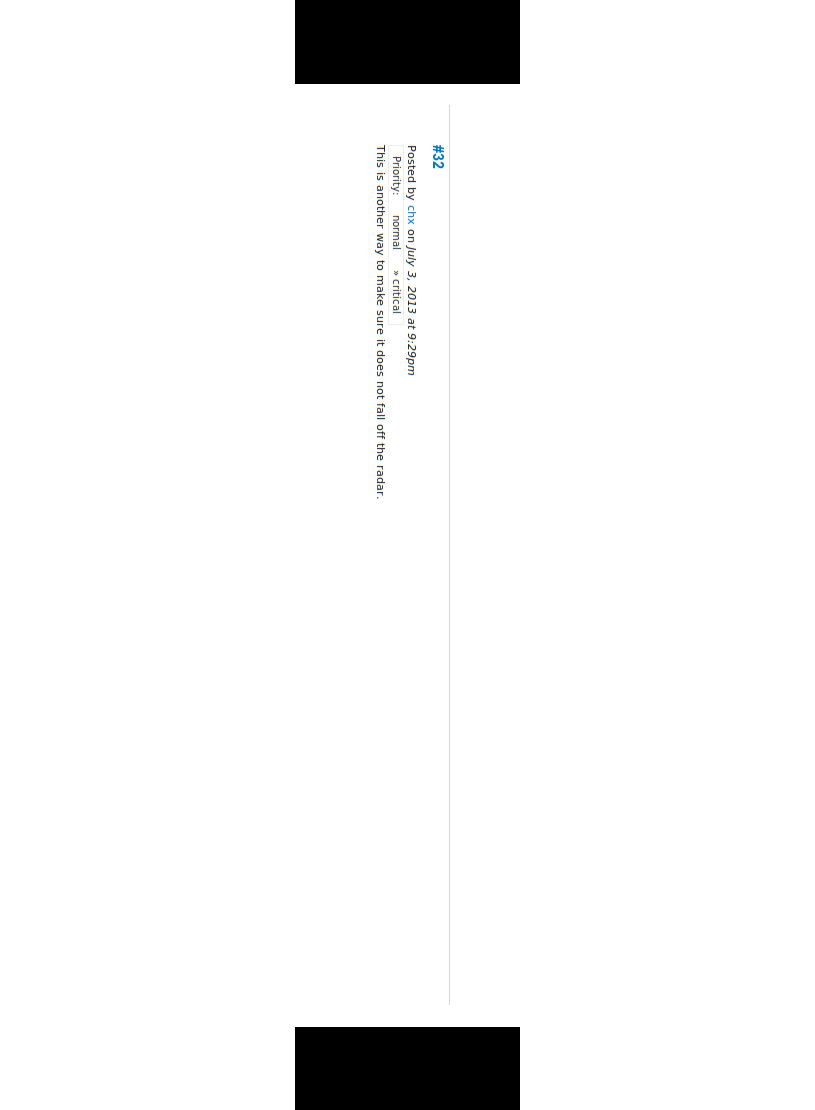 #32
Posted by chx on July 3, 2013 at 9:29pm
Priority: normal » critical
This is another way to make sure it does not fall off the radar.